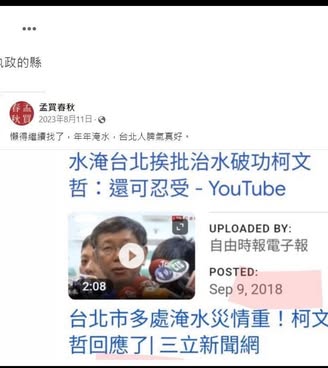 執政的縣
孟買春秋
2023年8月11日
懶得繼續找了，年年淹水，台北人脾氣真好。
水淹台北挨批治水破功柯文
哲：還可忍受 - YouTube
UPLOADED BY:
自由時報電子報
POSTED:
Sep 9, 2018
2:08
台北市多處淹水災情重！柯文
哲回應了| 三立新聞網